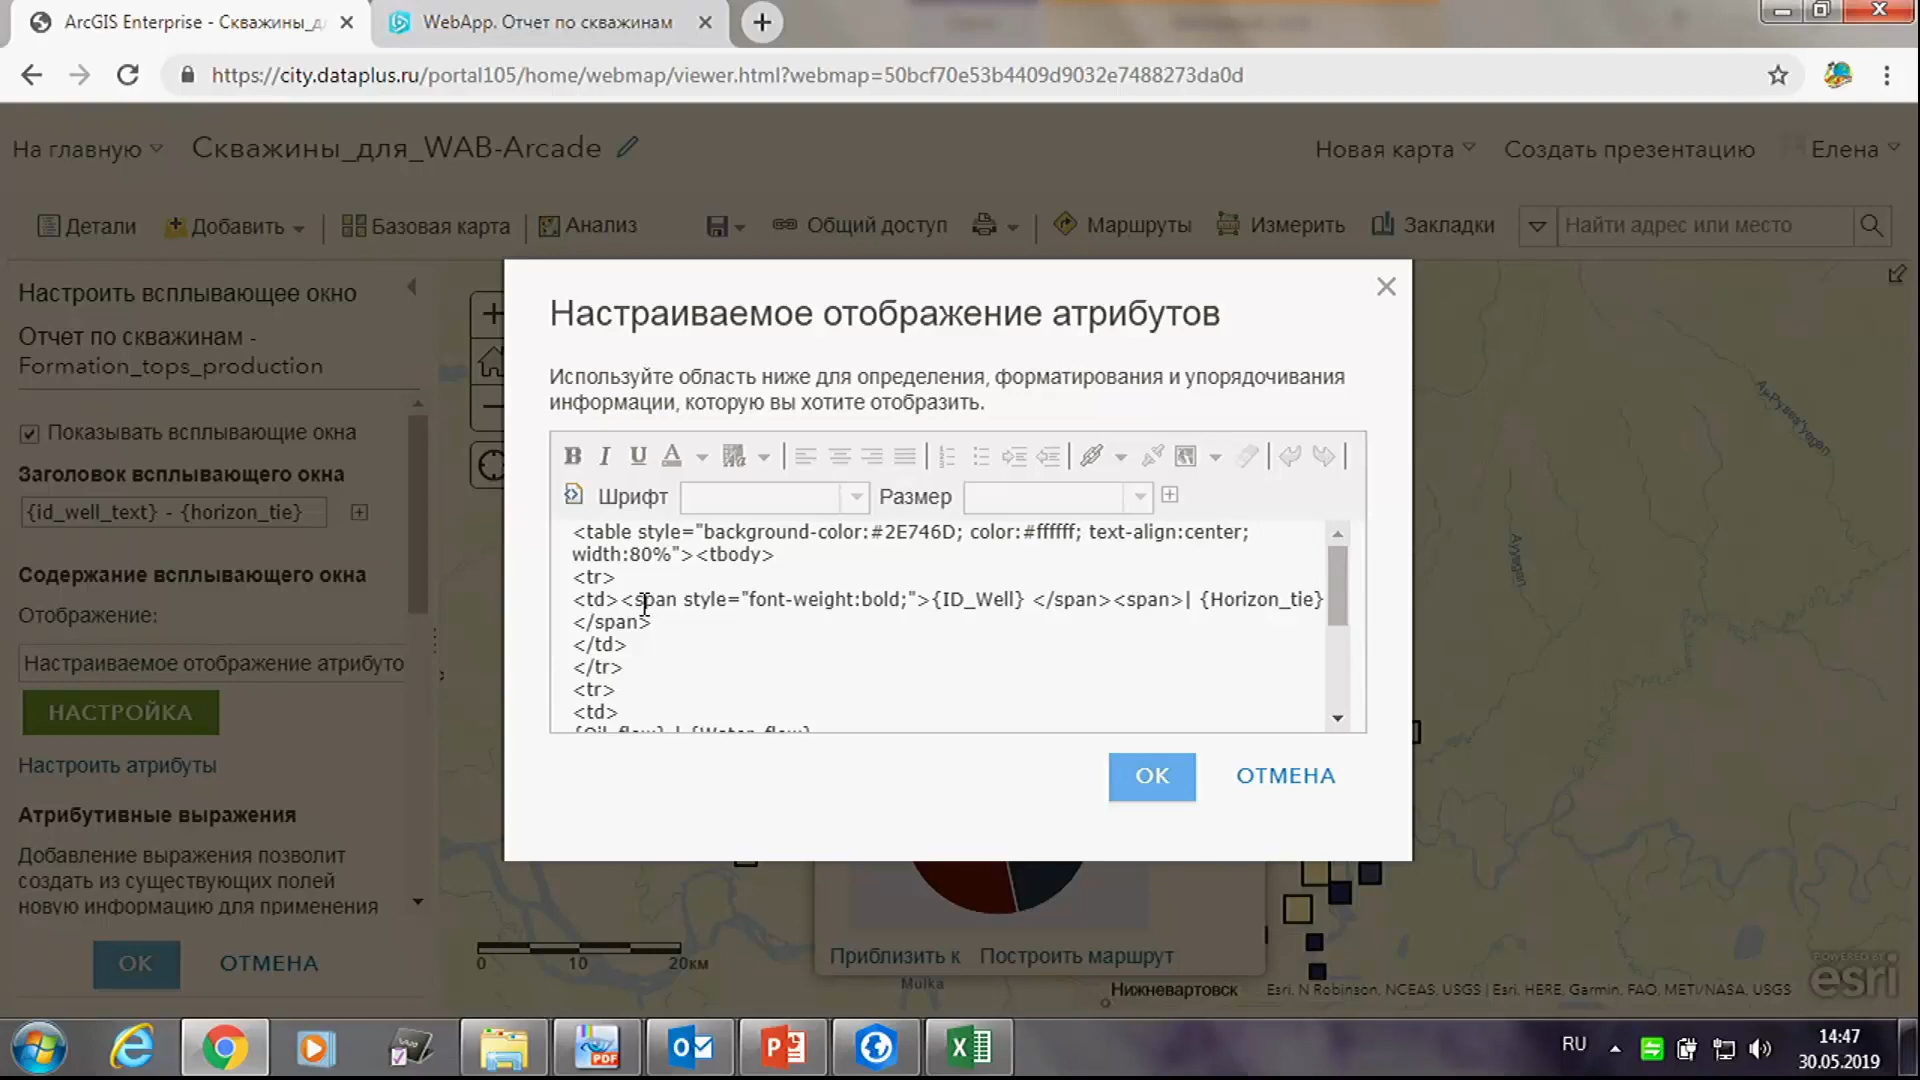 ArcGIS Enterprise - Скважины_д
WebApp. Отчет по скважинам
https://city.dataplus.ru/portal105/home/webmap/viewer.html?webmap=50bcf70e53b4409d9032e7488273da0d
На главную
Скважины_для_WAB-Arcade
Новая карта
Создать презентацию
Елена
Детали
Добавить
Базовая карта
Анализ
Общий доступ
Маршруты
Измерить
Закладки
Найти адрес или место
Настроить всплывающее окно
Отчет по скважинам -
Formation_tops_production
Показывать всплывающие окна
Заголовок всплывающего окна
{id_well_text} - {horizon_tie}
Содержание всплывающего окна
Отображение:
Настраиваемое отображение атрибуто
НАСТРОЙКА
Настроить атрибуты
Атрибутивные выражения
Добавление выражения позволит
создать из существующих полей
новую информацию для применения
ОК
ОТМЕНА
Настраиваемое отображение атрибутов
Используйте область ниже для определения, форматирования и упорядочивания
информации, которую вы хотите отобразить.
B I U A
Шрифт
Размер
<table style="background-color:#2E746D; color:#ffffff; text-align:center;
width:80%"><tbody>
<tr>
<td><span style="font-weight:bold;">{ID_Well} </span><span>| {Horizon_tie}
</span>
</td>
</tr>
<tr>
<td>
{Oil_flow} | {Water_flow}
ОК
ОТМЕНА
Приблизить к
Построить маршрут
0
10
20км
Mulka
Нижневартовск
Esri, N Robinson, NCEAS, USGS | Esri, HERE, Garmin, FAO, METI/NASA, USGS
POWERED BY
esri
Ayyagan
RU
14:47
30.05.2019